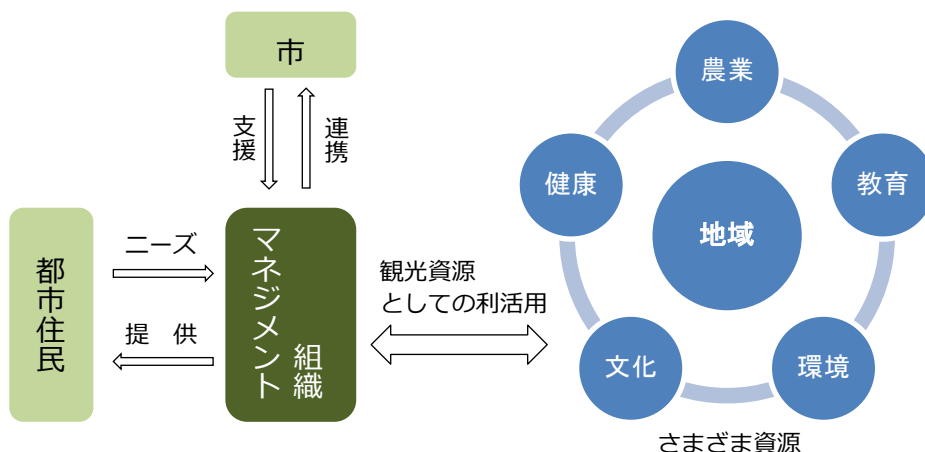 市
支援
連携
都市住民
ニーズ
提 供
マネジメント
組織
観光資源
としての利活用
農業
健康
教育
地域
文化
環境
さまざま資源